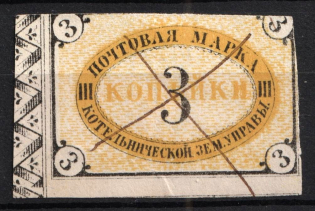 3 3
ПОЧТОВАЯ МАРКА
3
КОПѢЙКИ
КОТЕЛЬНИЧЕСКОЙ ЗЕМ. УПРАВЫ
3 3